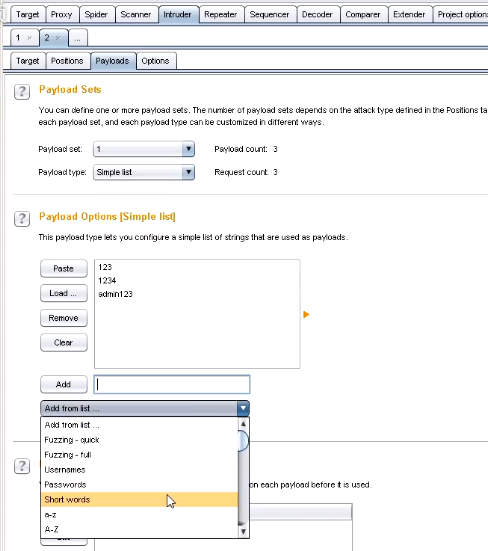 Target Proxy Spider Scanner Intruder Repeater Sequencer Decoder Comparer Extender Project option
1 × 2 × ...
Target Positions Payloads Options
? Payload Sets
You can define one or more payload sets. The number of payload sets depends on the attack type defined in the Positions ta
each payload set, and each payload type can be customized in different ways.
Payload set: 1 Payload count: 3
Payload type: Simple list Request count: 3
? Payload Options [Simple list]
This payload type lets you configure a simple list of strings that are used as payloads.
Paste
Load ...
Remove
Clear
123
1234
admin123
Add
Add from list ...
Add from list ...
Fuzzing - quick
Fuzzing - full
Usernames
Passwords
Short words
a-z
A-Z
?
on each payload before it is used.